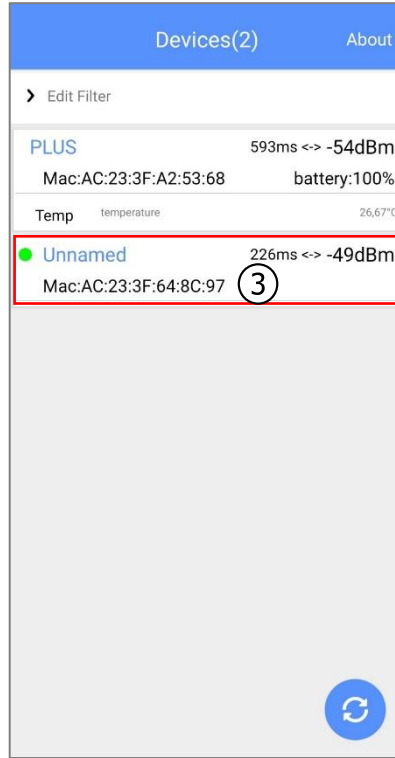 Devices(2) About
Edit Filter
PLUS 593ms <-> -54dBm
Mac:AC:23:3F:A2:53:68 battery:100%
Temp temperature 26,67°C
Unnamed 226ms <-> -49dBm
Mac:AC:23:3F:64:8C:97 3